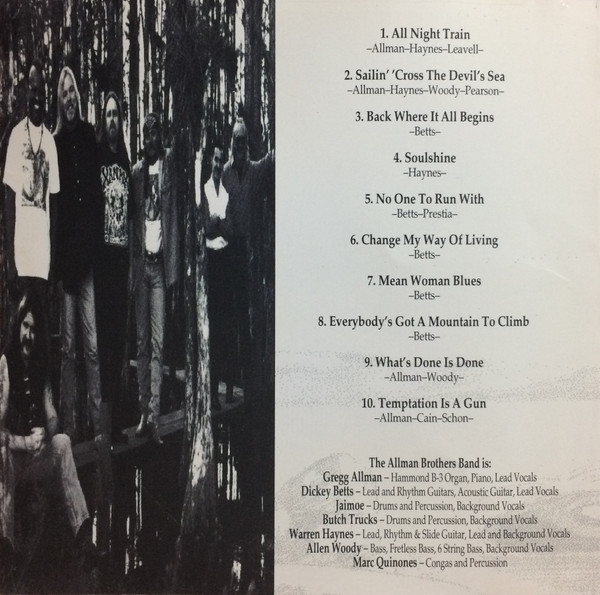 1. All Night Train
–Allman–Haynes–Leavell–
2. Sailin' 'Cross The Devil's Sea
–Allman–Haynes–Woody–Pearson–
3. Back Where It All Begins
–Betts–
4. Soulshine
–Haynes–
5. No One To Run With
–Betts–Prestia–
6. Change My Way Of Living
–Betts–
7. Mean Woman Blues
–Betts–
8. Everybody's Got A Mountain To Climb
–Betts–
9. What's Done Is Done
–Allman–Woody–
10. Temptation Is A Gun
–Allman–Cain–Schon–
The Allman Brothers Band is:
Gregg Allman – Hammond B-3 Organ, Piano, Lead Vocals
Dickey Betts – Lead and Rhythm Guitars, Acoustic Guitar, Lead Vocals
Jaimoe – Drums and Percussion, Background Vocals
Butch Trucks – Drums and Percussion, Background Vocals
Warren Haynes – Lead, Rhythm & Slide Guitar, Lead and Background Vocals
Allen Woody – Bass, Fretless Bass, 6 String Bass, Background Vocals
Marc Quinones – Congas and Percussion